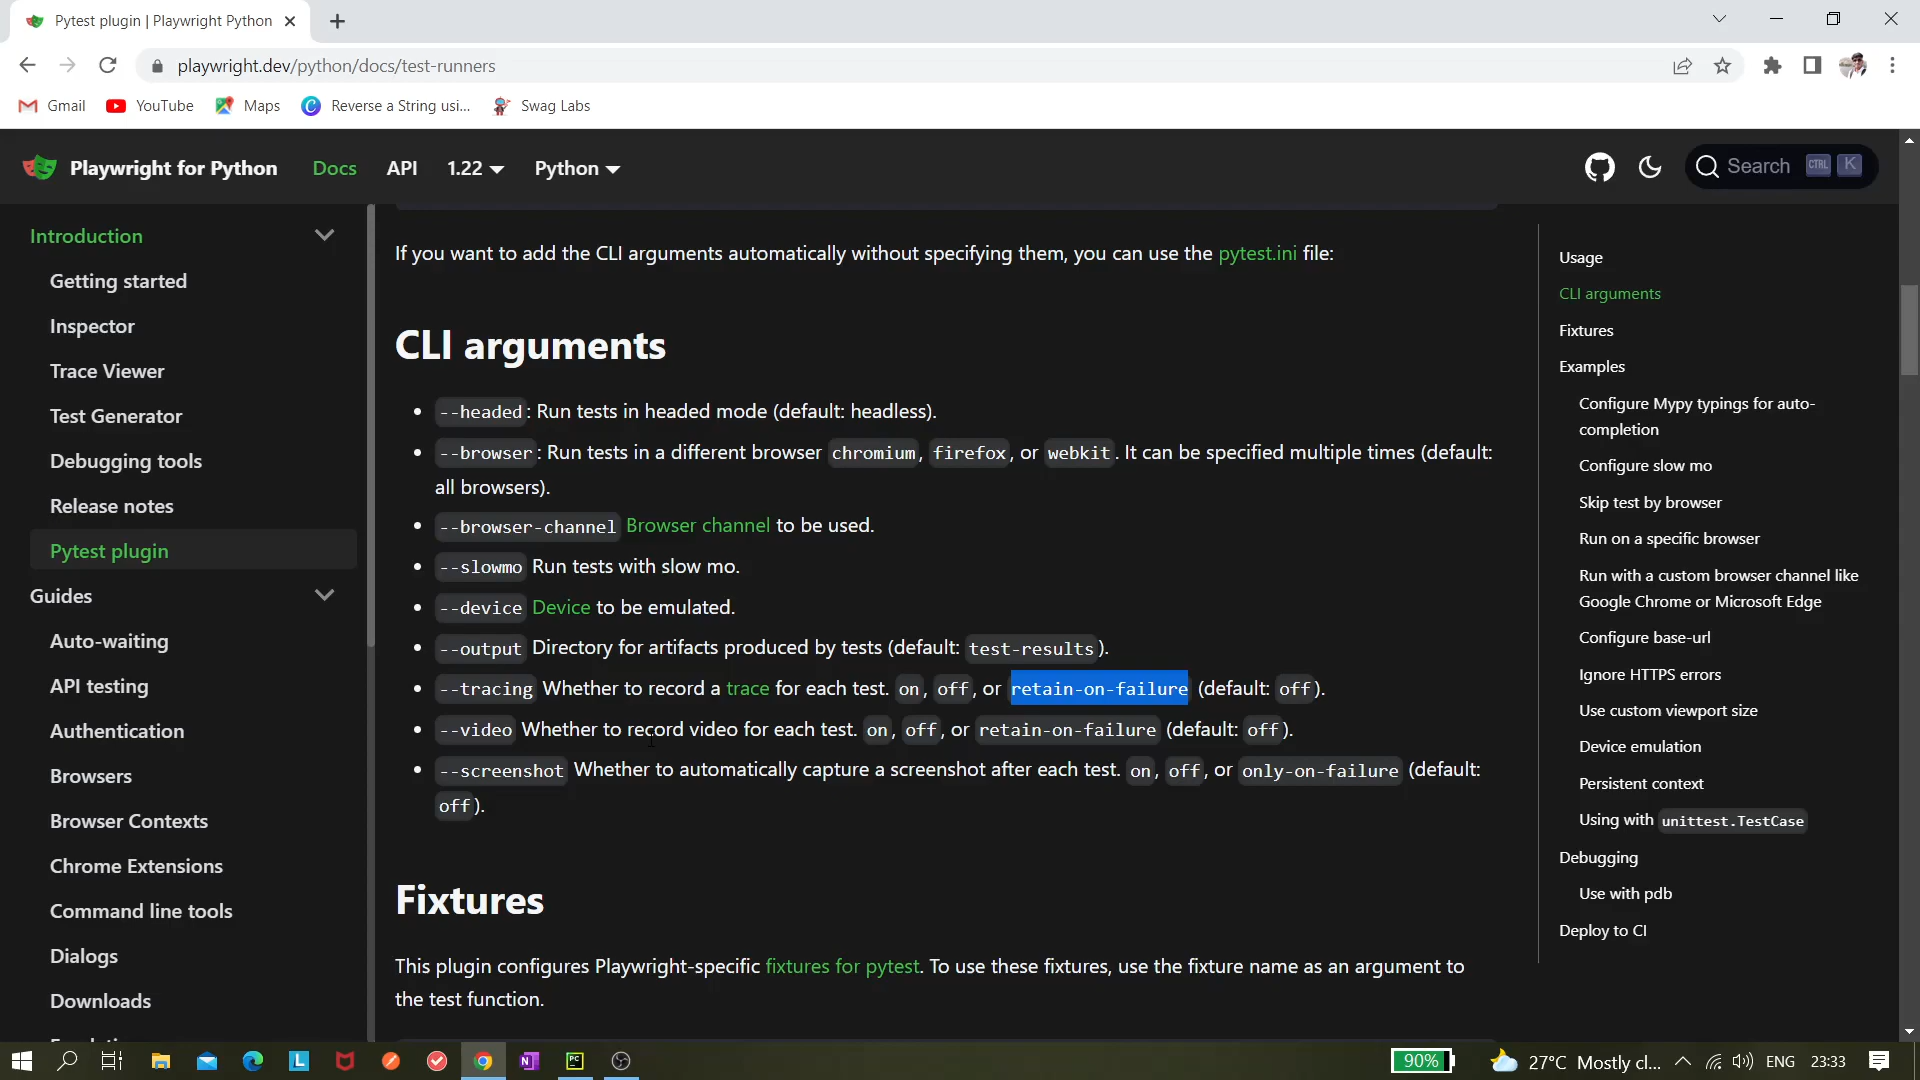 Pytest plugin | Playwright Python
playwright.dev/python/docs/test-runners
Gmail
YouTube
Maps
Reverse a String usi...
Swag Labs
Playwright for Python
Docs
API
1.22
Python
Search CTRL K
Introduction
Getting started
Inspector
Trace Viewer
Test Generator
Debugging tools
Release notes
Pytest plugin
Guides
Auto-waiting
API testing
Authentication
Browsers
Browser Contexts
Chrome Extensions
Command line tools
Dialogs
Downloads
If you want to add the CLI arguments automatically without specifying them, you can use the pytest.ini file:
CLI arguments
--headed: Run tests in headed mode (default: headless).
--browser: Run tests in a different browser chromium, firefox, or webkit. It can be specified multiple times (default:
all browsers).
--browser-channel Browser channel to be used.
--slowmo Run tests with slow mo.
--device Device to be emulated.
--output Directory for artifacts produced by tests (default: test-results).
--tracing Whether to record a trace for each test. on, off, or retain-on-failure (default: off).
--video Whether to record video for each test. on, off, or retain-on-failure (default: off).
--screenshot Whether to automatically capture a screenshot after each test. on, off, or only-on-failure (default:
off).
Fixtures
This plugin configures Playwright-specific fixtures for pytest. To use these fixtures, use the fixture name as an argument to
the test function.
Usage
CLI arguments
Fixtures
Examples
Configure Mypy typings for auto-
completion
Configure slow mo
Skip test by browser
Run on a specific browser
Run with a custom browser channel like
Google Chrome or Microsoft Edge
Configure base-url
Ignore HTTPS errors
Use custom viewport size
Device emulation
Persistent context
Using with unittest.TestCase
Debugging
Use with pdb
Deploy to CI
90%
27°C Mostly cl...
ENG
23:33